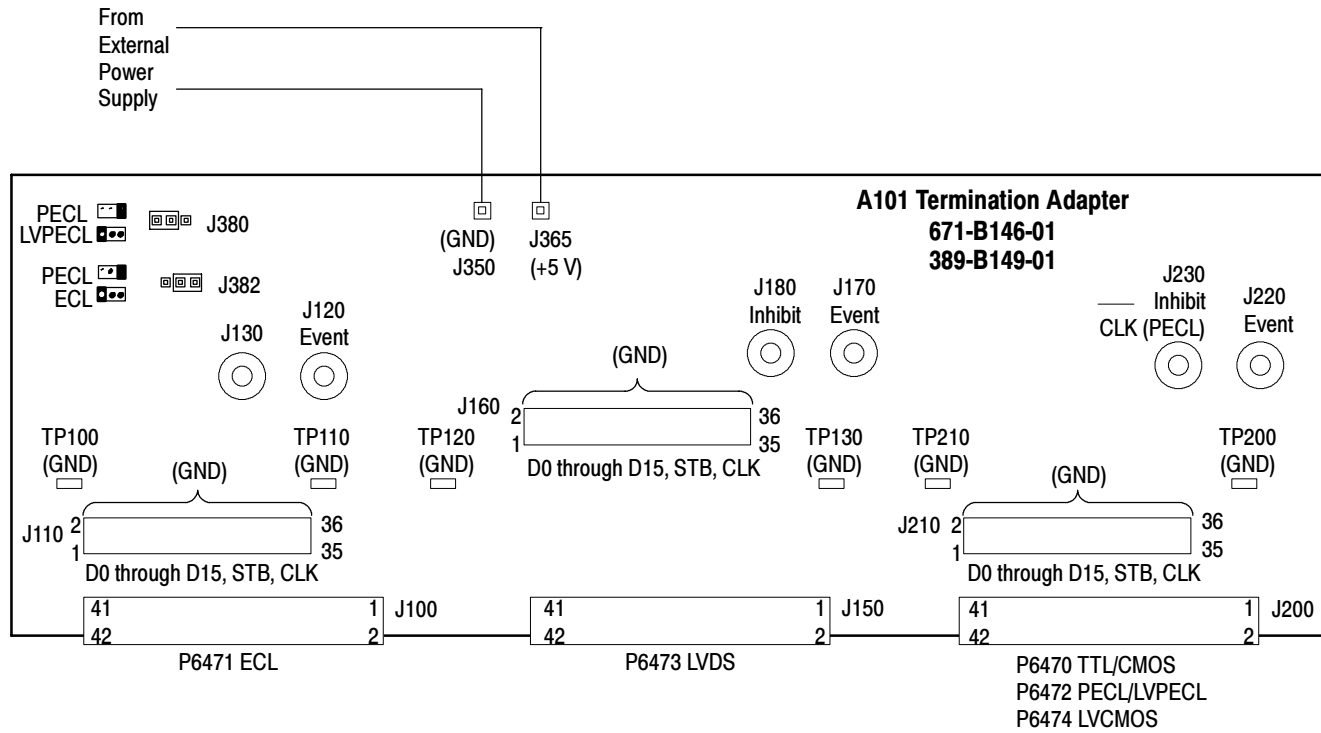 From
External
Power
Supply
A101 Termination Adapter
671-B146-01
389-B149-01
PECL
LVPECL
J380
PECL
ECL
J382
(GND)
J350
J365
(+5 V)
J130
J120
Event
J180
Inhibit
J170
Event
J230
Inhibit
CLK (PECL)
J220
Event
(GND)
J160
2
1
36
35
D0 through D15, STB, CLK
TP100
(GND)
TP110
(GND)
TP120
(GND)
TP130
(GND)
TP210
(GND)
TP200
(GND)
(GND)
J110
2
1
36
35
D0 through D15, STB, CLK
(GND)
J210
2
1
36
35
D0 through D15, STB, CLK
41
42
1
2
J100
P6471 ECL
41
42
1
2
J150
P6473 LVDS
41
42
1
2
J200
P6470 TTL/CMOS
P6472 PECL/LVPECL
P6474 LVCMOS